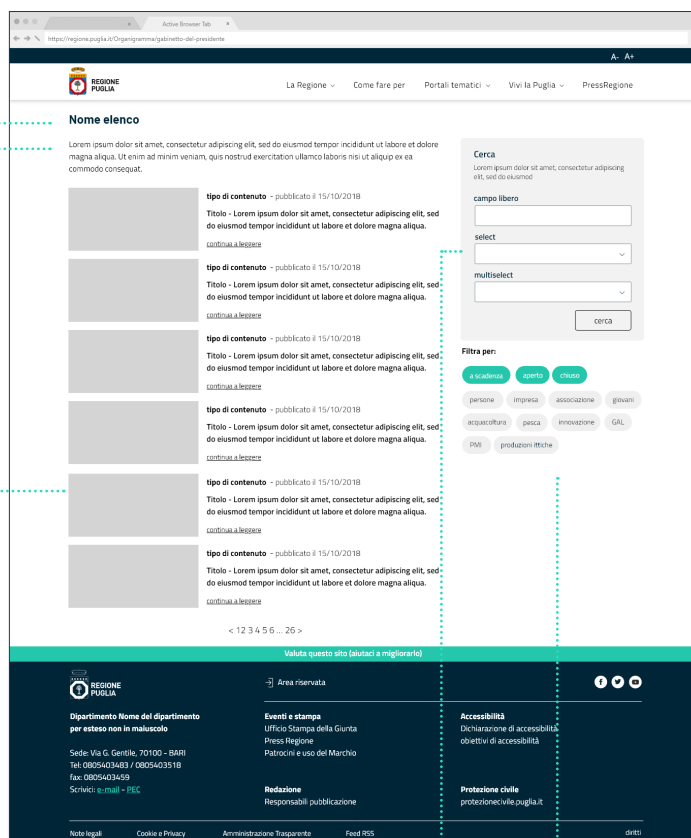 Active Browser Tab
https://regione.puglia.it/Organigramma/gabinetto-del-presidente
A- A+
REGIONE
PUGLIA
La Regione
Come fare per
Portali tematici
Vivi la Puglia
PressRegione
Nome elenco
Lorem ipsum dolor sit amet, consectetur adipiscing elit, sed do eiusmod tempor incididunt ut labore et dolore
magna aliqua. Ut enim ad minim veniam, quis nostrud exercitation ullamco laboris nisi ut aliquip ex ea
commodo consequat.
tipo di contenuto - pubblicato il 15/10/2018
Titolo - Lorem ipsum dolor sit amet, consectetur adipiscing elit, sed
do eiusmod tempor incididunt ut labore et dolore magna aliqua.
continua a leggere
tipo di contenuto - pubblicato il 15/10/2018
Titolo - Lorem ipsum dolor sit amet, consectetur adipiscing elit, sed
do eiusmod tempor incididunt ut labore et dolore magna aliqua.
continua a leggere
tipo di contenuto - pubblicato il 15/10/2018
Titolo - Lorem ipsum dolor sit amet, consectetur adipiscing elit, sed
do eiusmod tempor incididunt ut labore et dolore magna aliqua.
continua a leggere
tipo di contenuto - pubblicato il 15/10/2018
Titolo - Lorem ipsum dolor sit amet, consectetur adipiscing elit, sed
do eiusmod tempor incididunt ut labore et dolore magna aliqua.
continua a leggere
tipo di contenuto - pubblicato il 15/10/2018
Titolo - Lorem ipsum dolor sit amet, consectetur adipiscing elit, sed
do eiusmod tempor incididunt ut labore et dolore magna aliqua.
continua a leggere
tipo di contenuto - pubblicato il 15/10/2018
Titolo - Lorem ipsum dolor sit amet, consectetur adipiscing elit, sed
do eiusmod tempor incididunt ut labore et dolore magna aliqua.
continua a leggere
< 12 3 4 5 6 ... 26 >
Cerca
Lorem ipsum dolor sit amet, consectetur adipiscing
elit, sed do eiusmod
campo libero
select
multiselect
cerca
Filtra per:
a scadenza aperto chiuso
persone impresa associazione giovani
acquacoltura pesca innovazione GAL
PMI produzioni ittiche
Valuta questo sito (aiutaci a migliorarlo)
REGIONE
PUGLIA
Area riservata
Dipartimento Nome del dipartimento
per esteso non in maiuscolo
Sede: Via G. Gentile, 70100 - BARI
Tel: 0805403483 / 0805403518
fax: 0805403459
Scrivici: e-mail - PEC
Eventi e stampa
Ufficio Stampa della Giunta
Press Regione
Patrocini e uso del Marchio
Redazione
Responsabili pubblicazione
Accessibilità
Dichiarazione di accessibilità
obiettivi di accessibilità
Protezione civile
protezionecivile.puglia.it
Note legali
Cookie e Privacy
Amministrazione Trasparente
Feed RSS
diritti